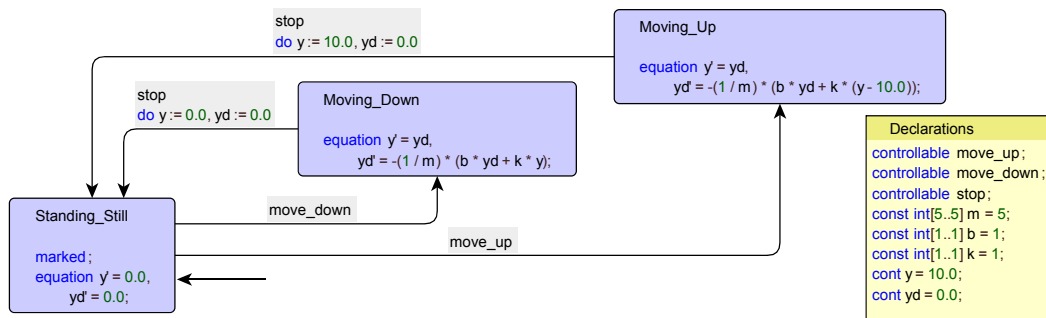 stop
do y := 10.0, yd := 0.0
Moving_Up
equation y' = yd,
yd' = -(1 / m) * (b * yd + k * (y - 10.0));
stop
do y := 0.0, yd := 0.0
Moving_Down
equation y' = yd,
yd' = -(1 / m) * (b * yd + k * y);
Standing_Still
marked;
equation y' = 0.0,
yd' = 0.0;
move_down
move_up
Declarations
controllable move_up;
controllable move_down;
controllable stop;
const int[5..5] m = 5;
const int[1..1] b = 1;
const int[1..1] k = 1;
cont y = 10.0;
cont yd = 0.0;